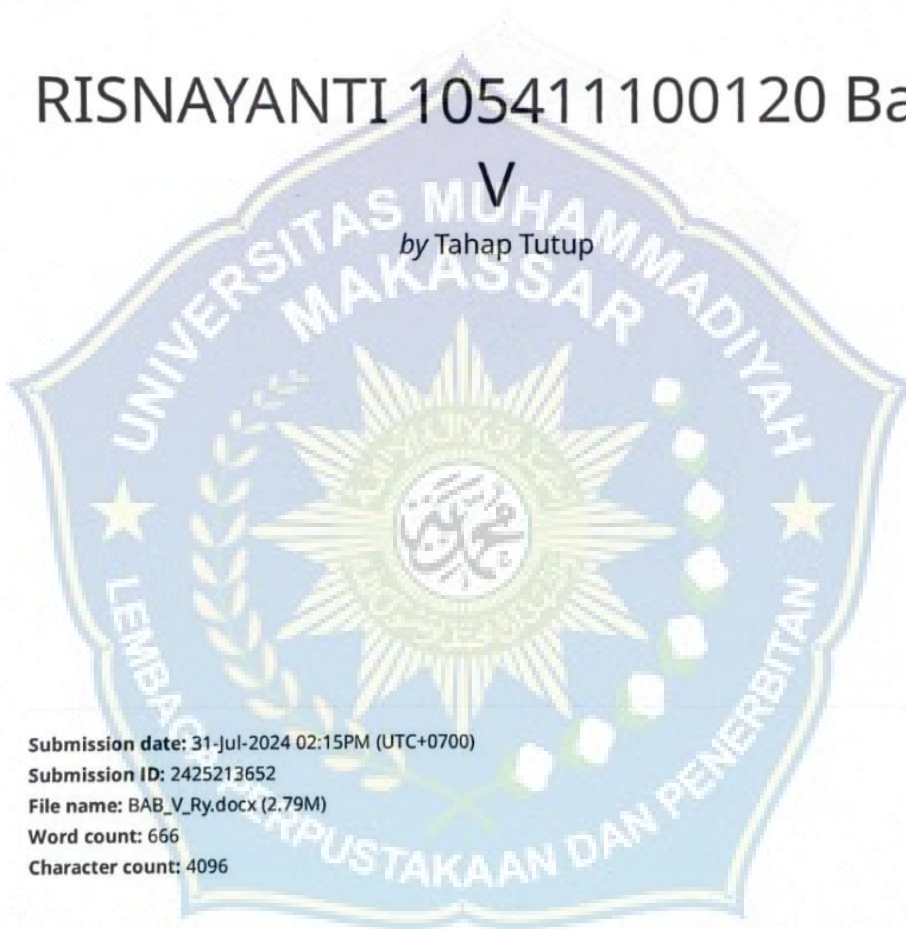 RISNAYANTI 105411100120 Ba
V
by Tahap Tutup
UNIVERSITAS MUHAMMADIYAH
MAKASSAR
محمد
LEMBAGA PERPUSTAKAAN DAN PENERBITAN
Submission date: 31-Jul-2024 02:15PM (UTC+0700)
Submission ID: 2425213652
File name: BAB_V_Ry.docx (2.79M)
Word count: 666
Character count: 4096